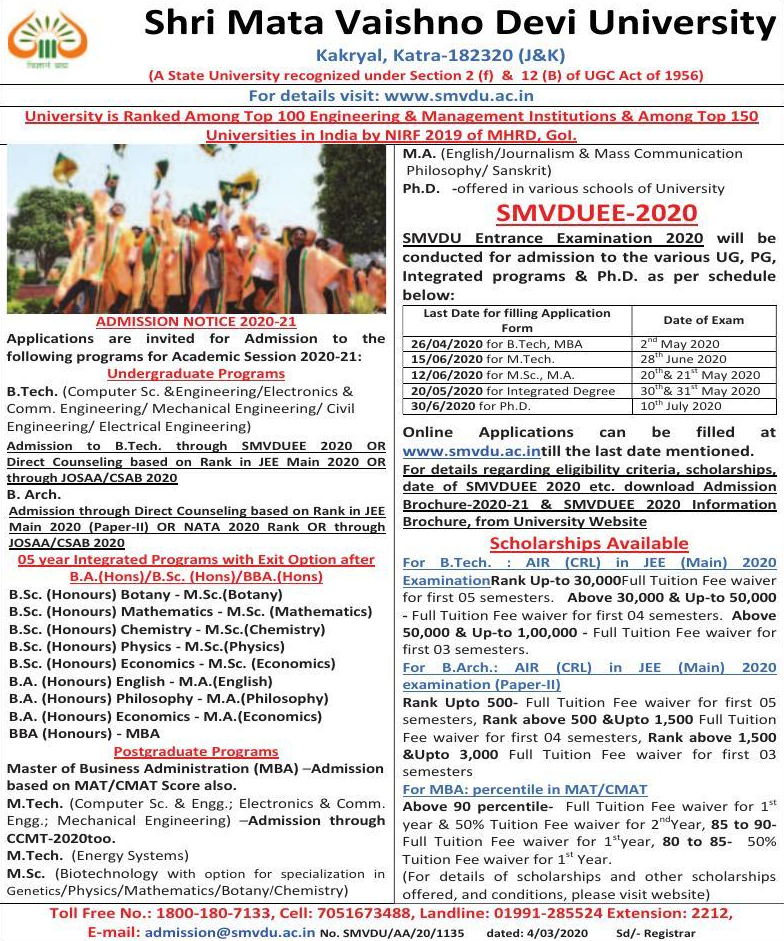 Shri Mata Vaishno Devi University
Kakryal, Katra-182320 (J&K)
(A State University recognized under Section 2 (f) & 12 (B) of UGC Act of 1956)
For details visit: www.smvdu.ac.in
University is Ranked Among Top 100 Engineering & Management Institutions & Among Top 150
Universities in India by NIRF 2019 of MHRD, GoI.
ADMISSION NOTICE 2020-21
Applications are invited for Admission to the
following programs for Academic Session 2020-21:
Undergraduate Programs
B.Tech. (Computer Sc. &Engineering/Electronics &
Comm. Engineering/ Mechanical Engineering/ Civil
Engineering/ Electrical Engineering)
Admission to B.Tech. through SMVDUEE 2020 OR
Direct Counseling based on Rank in JEE Main 2020 OR
through JOSAA/CSAB 2020
B. Arch.
Admission through Direct Counseling based on Rank in JEE
Main 2020 (Paper-II) OR NATA 2020 Rank OR through
JOSAA/CSAB 2020
05 year Integrated Programs with Exit Option after
B.A.(Hons)/B.Sc. (Hons)/BBA.(Hons)
B.Sc. (Honours) Botany - M.Sc.(Botany)
B.Sc. (Honours) Mathematics - M.Sc. (Mathematics)
B.Sc. (Honours) Chemistry - M.Sc.(Chemistry)
B.Sc. (Honours) Physics - M.Sc.(Physics)
B.Sc. (Honours) Economics - M.Sc. (Economics)
B.A. (Honours) English - M.A.(English)
B.A. (Honours) Philosophy - M.A.(Philosophy)
B.A. (Honours) Economics - M.A.(Economics)
BBA (Honours) - MBA
Postgraduate Programs
Master of Business Administration (MBA) –Admission
based on MAT/CMAT Score also.
M.Tech. (Computer Sc. & Engg.; Electronics & Comm.
Engg.; Mechanical Engineering) –Admission through
CCMT-2020too.
M.Tech. (Energy Systems)
M.Sc. (Biotechnology with option for specialization in
Genetics/Physics/Mathematics/Botany/Chemistry)
M.A. (English/Journalism & Mass Communication
Philosophy/ Sanskrit)
Ph.D. -offered in various schools of University
SMVDUEE-2020
SMVDU Entrance Examination 2020 will be
conducted for admission to the various UG, PG,
Integrated programs & Ph.D. as per schedule
below:
Last Date for filling Application Form | Date of Exam
26/04/2020 for B.Tech, MBA | 2nd May 2020
15/06/2020 for M.Tech. | 28th June 2020
12/06/2020 for M.Sc., M.A. | 20th& 21st May 2020
20/05/2020 for Integrated Degree | 30th& 31st May 2020
30/6/2020 for Ph.D. | 10th July 2020
Online Applications can be filled at
www.smvdu.ac.intill the last date mentioned.
For details regarding eligibility criteria, scholarships,
date of SMVDUEE 2020 etc. download Admission
Brochure-2020-21 & SMVDUEE 2020 Information
Brochure, from University Website
Scholarships Available
For B.Tech. : AIR (CRL) in JEE (Main) 2020
ExaminationRank Up-to 30,000Full Tuition Fee waiver
for first 05 semesters. Above 30,000 & Up-to 50,000
- Full Tuition Fee waiver for first 04 semesters. Above
50,000 & Up-to 1,00,000 - Full Tuition Fee waiver for
first 03 semesters.
For B.Arch.: AIR (CRL) in JEE (Main) 2020
examination (Paper-II)
Rank Upto 500- Full Tuition Fee waiver for first 05
semesters, Rank above 500 &Upto 1,500 Full Tuition
Fee waiver for first 04 semesters, Rank above 1,500
&Upto 3,000 Full Tuition Fee waiver for first 03
semesters
For MBA: percentile in MAT/CMAT
Above 90 percentile- Full Tuition Fee waiver for 1st
year & 50% Tuition Fee waiver for 2ndYear, 85 to 90-
Full Tuition Fee waiver for 1styear, 80 to 85- 50%
Tuition Fee waiver for 1st Year.
(For details of scholarships and other scholarships
offered, and conditions, please visit website)
Toll Free No.: 1800-180-7133, Cell: 7051673488, Landline: 01991-285524 Extension: 2212,
E-mail: admission@smvdu.ac.in No. SMVDU/AA/20/1135 dated: 4/03/2020 Sd/- Registrar